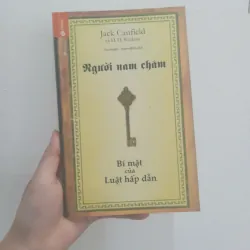 Jack Canfield
Người nam châm
Bí mật
của
Luật hấp dẫn